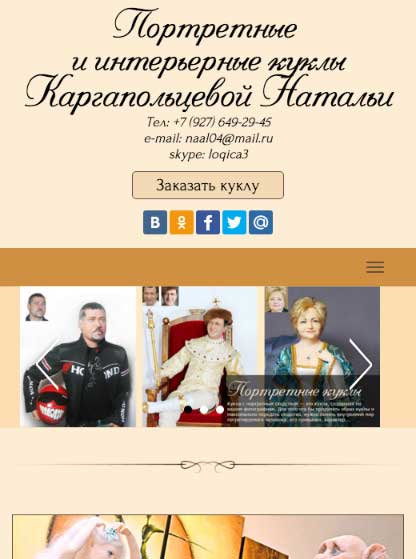 Портретные
и интерьерные куклы
Каргапольцевой Натальи
Тел: +7 (927) 649-29-45
e-mail: naal04@mail.ru
skype: loqica3
Заказать куклу
Портретные куклы